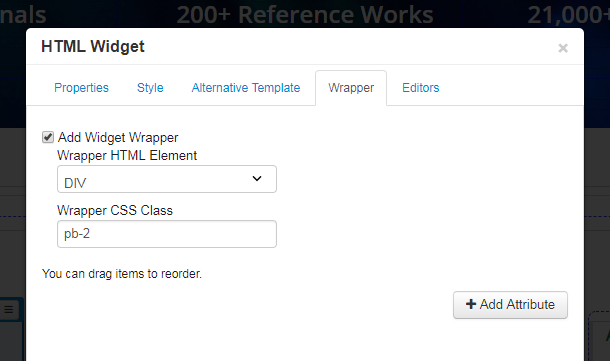 nals 200+ Reference Works 21,000+
HTML Widget ×
Properties Style Alternative Template Wrapper Editors
Add Widget Wrapper
Wrapper HTML Element
DIV
Wrapper CSS Class
pb-2
You can drag items to reorder.
+ Add Attribute